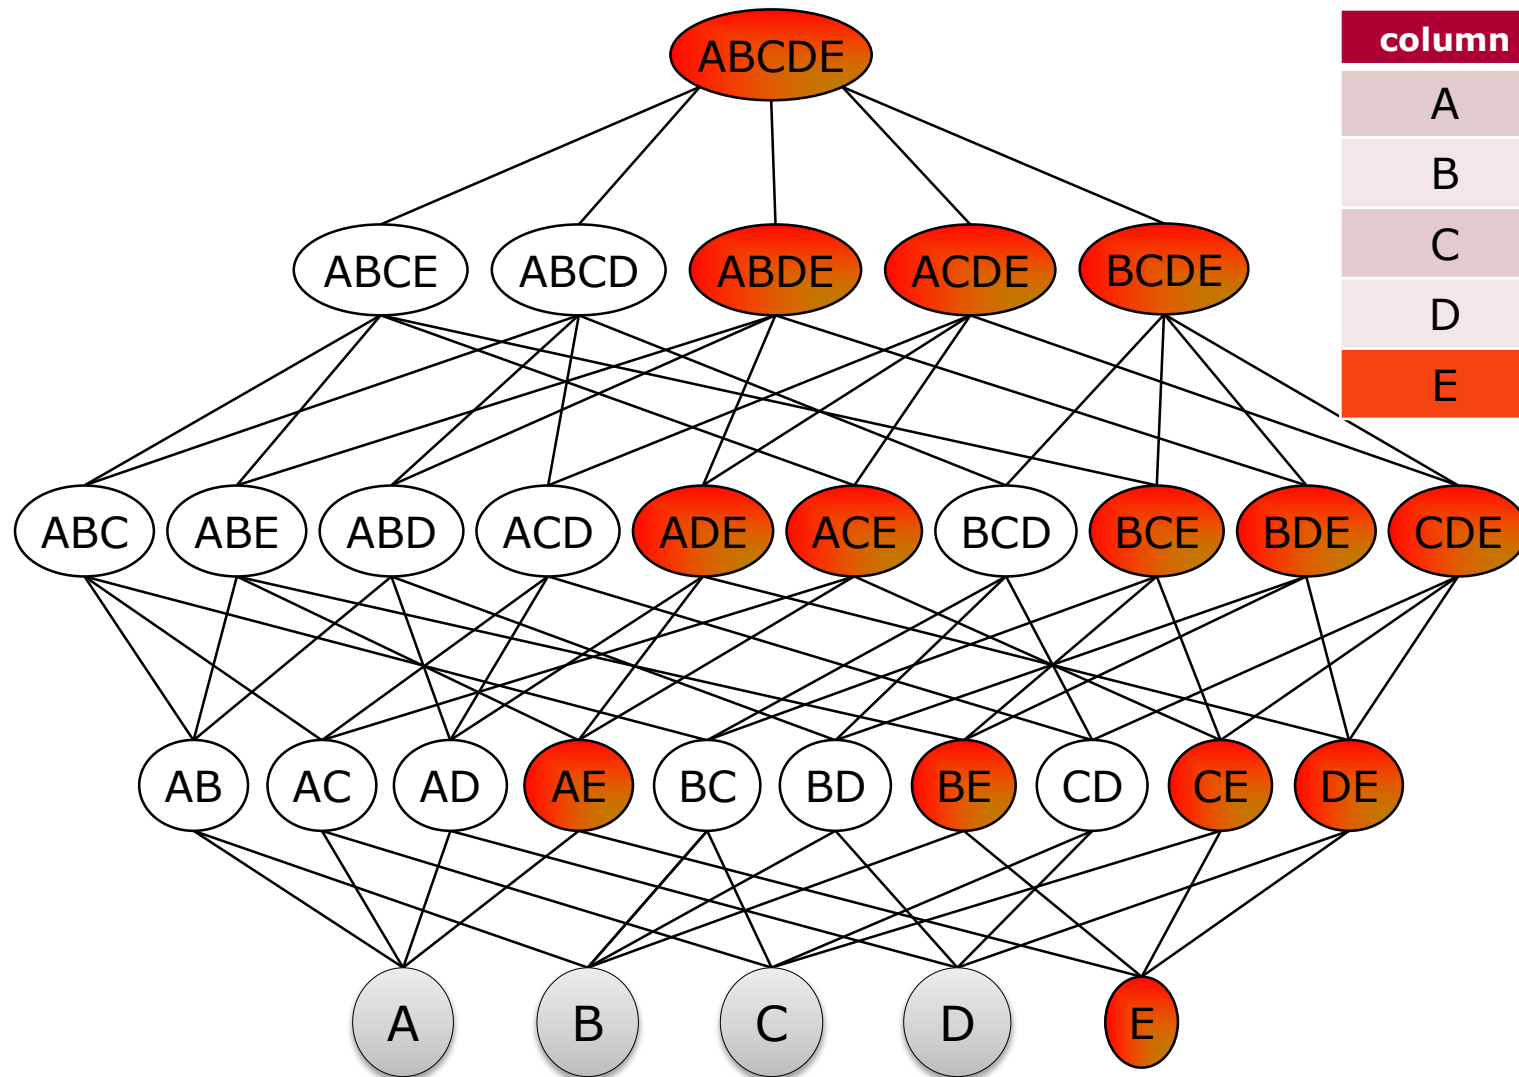 ABCDE
column
A
B
C
D
E
ABCE ABCD ABDE ACDE BCDE
ABC ABE ABD ACD ADE ACE BCD BCE BDE CDE
AB AC AD AE BC BD BE CD CE DE
A B C D E